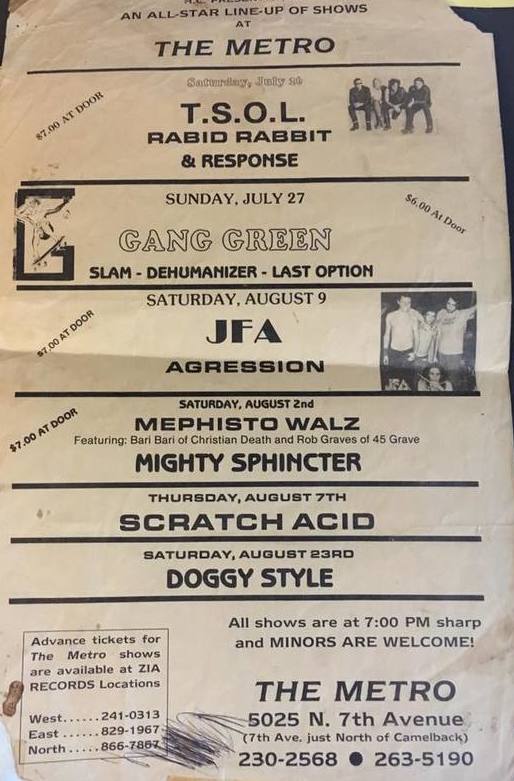 AN ALL-STAR LINE-UP OF SHOWS
AT
THE METRO
Saturday, July 26
$7.00 AT DOOR
T.S.O.L.
RABID RABBIT
& RESPONSE
SUNDAY, JULY 27
$6.00 At Door
G
GANG GREEN
SLAM - DEHUMANIZER - LAST OPTION
SATURDAY, AUGUST 9
$7.00 AT DOOR
JFA
AGRESSION
JFA
SATURDAY, AUGUST 2nd
$7.00 AT DOOR
MEPHISTO WALZ
Featuring: Bari Bari of Christian Death and Rob Graves of 45 Grave
MIGHTY SPHINCTER
THURSDAY, AUGUST 7TH
SCRATCH ACID
SATURDAY, AUGUST 23RD
DOGGY STYLE
All shows are at 7:00 PM sharp
and MINORS ARE WELCOME!
Advance tickets for
The Metro shows
are available at ZIA
RECORDS Locations
West......241-0313
East ......829-1967
North .....866-7867
THE METRO
5025 N. 7th Avenue
(7th Ave. just North of Camelback)
230-2568 ● 263-5190